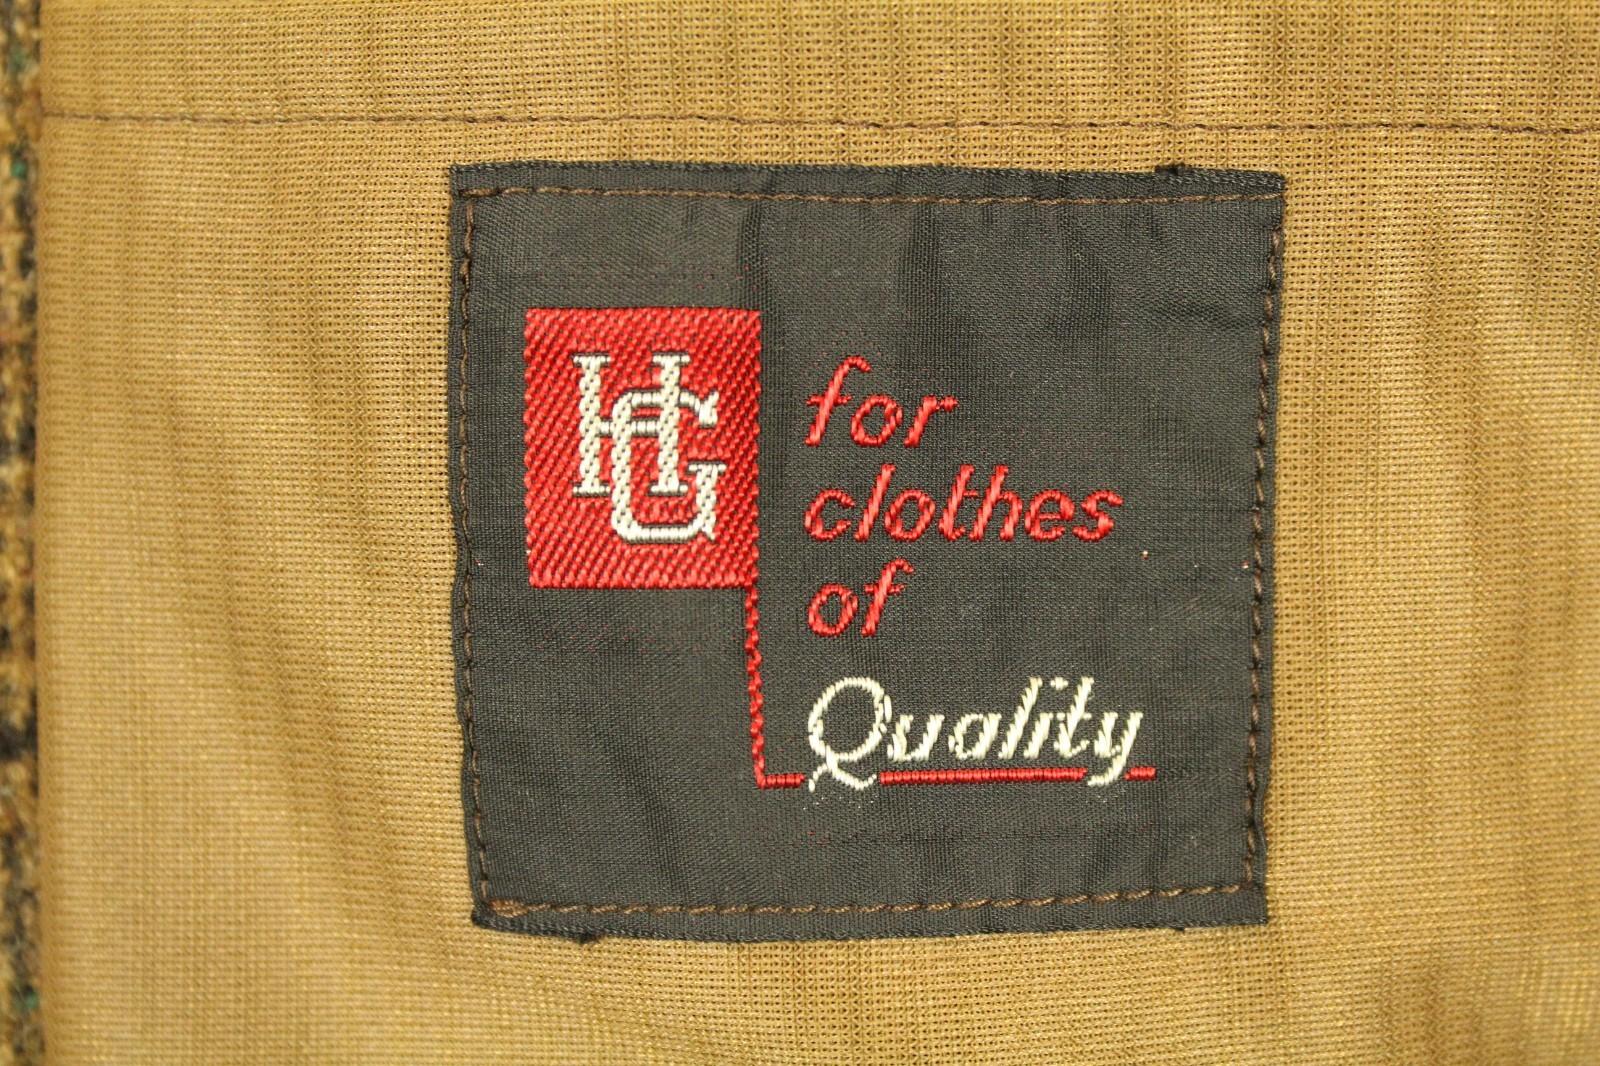 HG
for
clothes
of
Quality